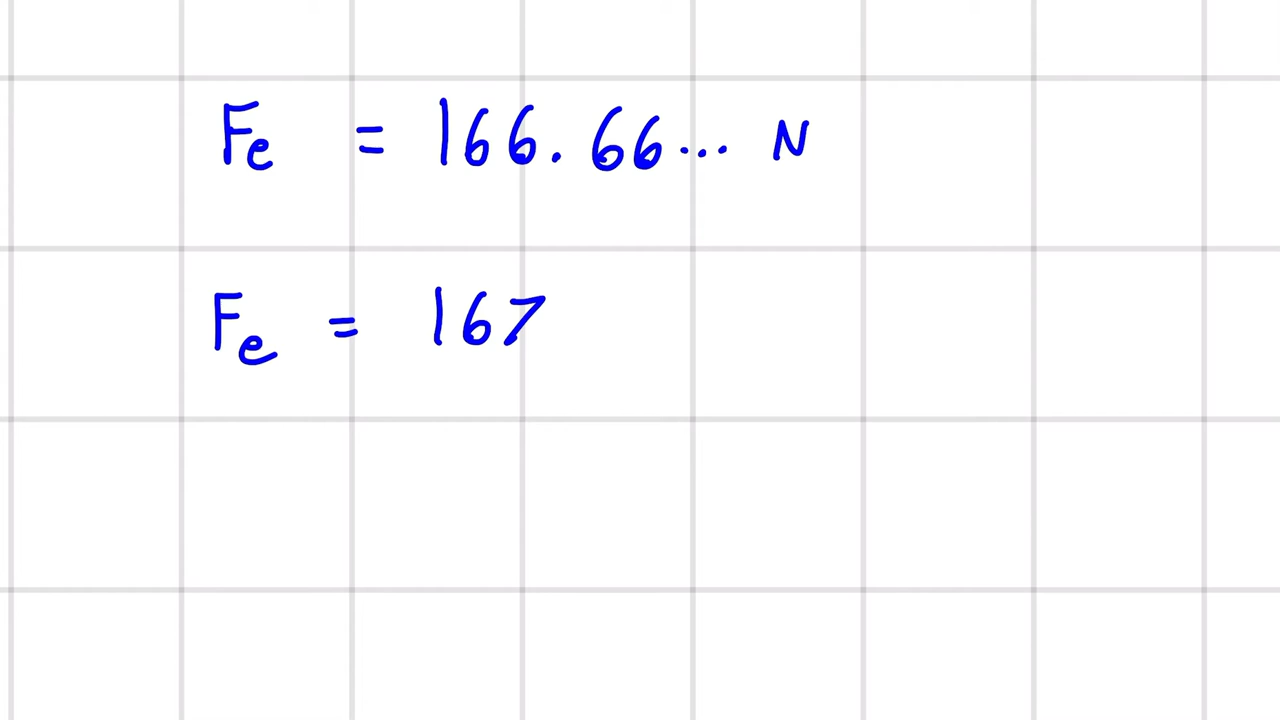 Fe = 166.66... N
Fe = 167